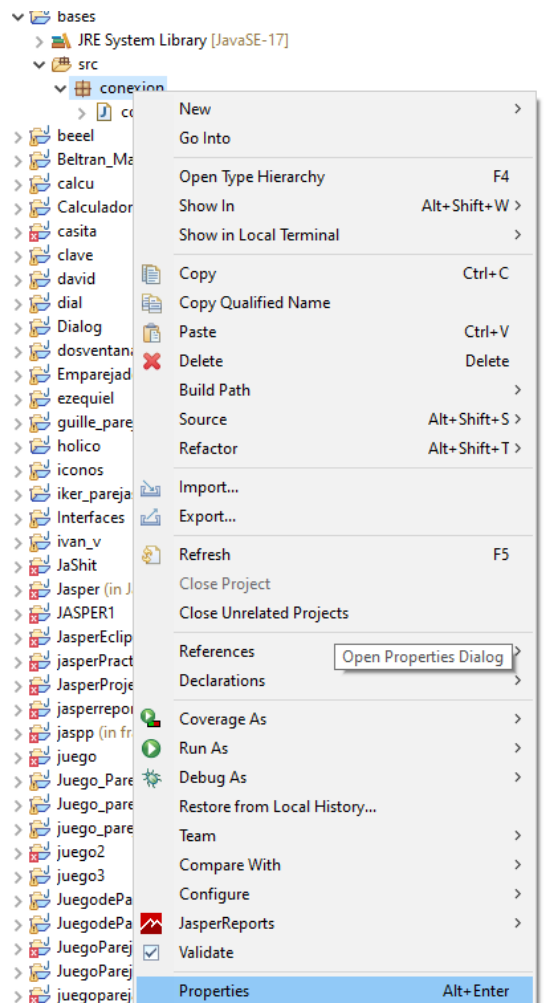 bases
JRE System Library [JavaSE-17]
src
conexion
co
beeel
Beltran_Ma
calcu
Calculador
casita
clave
david
dial
Dialog
dosventana
Emparejad
ezequiel
guille_pare
holico
iconos
iker_pareja
Interfaces
ivan_v
JaShit
Jasper (in J
JASPER1
JasperEclip
jasperPract
JasperProje
jasperrepor
jaspp (in fr
juego
Juego_Pare
Juego_pare
juego_pare
juego2
juego3
JuegodePa
JuegodePa
JuegoParej
JuegoParej
juegoparej
New
Go Into
Open Type Hierarchy F4
Show In Alt+Shift+W
Show in Local Terminal
Copy Ctrl+C
Copy Qualified Name
Paste Ctrl+V
Delete Delete
Build Path
Source Alt+Shift+S
Refactor Alt+Shift+T
Import...
Export...
Refresh F5
Close Project
Close Unrelated Projects
References
Open Properties Dialog
Declarations
Coverage As
Run As
Debug As
Restore from Local History...
Team
Compare With
Configure
JasperReports
Validate
Properties Alt+Enter